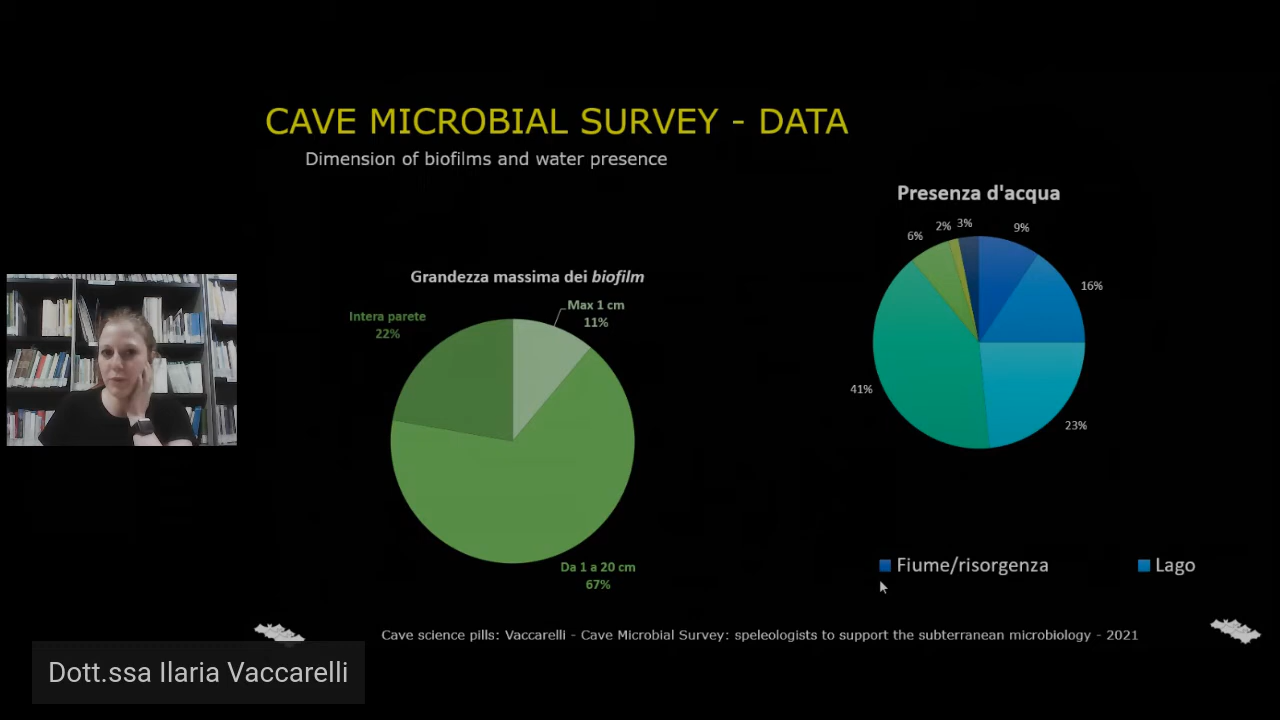 CAVE MICROBIAL SURVEY - DATA
Dimension of biofilms and water presence
Grandezza massima dei biofilm
Max 1 cm
11%
Intera parete
22%
Da 1 a 20 cm
67%
Presenza d'acqua
6%
2%
3%
9%
16%
41%
23%
Fiume/risorgenza
Lago
Cave science pills: Vaccarelli - Cave Microbial Survey: speleologists to support the subterranean microbiology - 2021
Dott.ssa Ilaria Vaccarelli